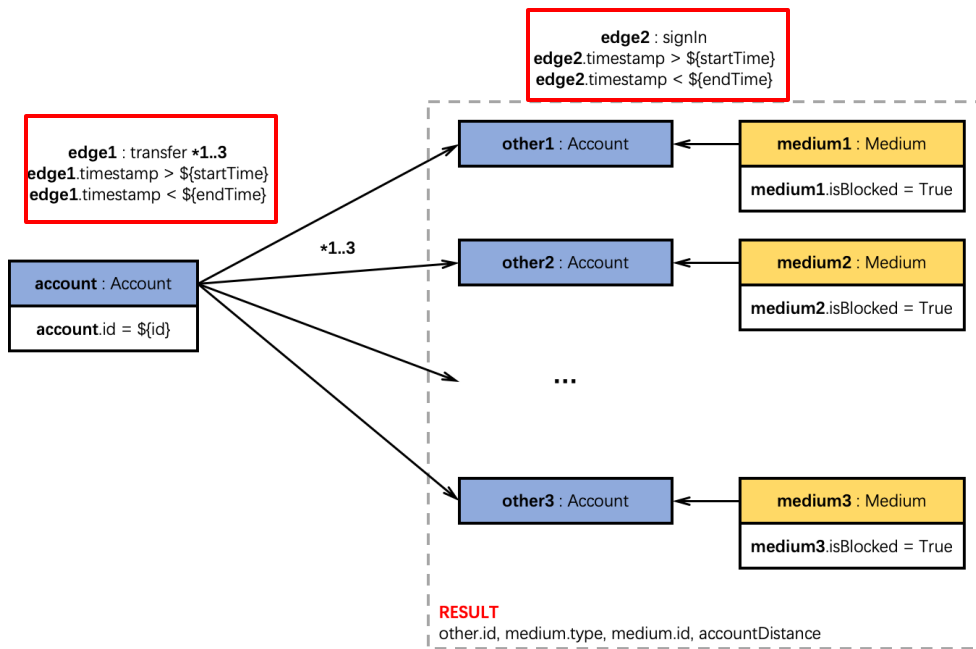 edge2 : signIn
edge2.timestamp > ${startTime}
edge2.timestamp < ${endTime}
edge1 : transfer *1..3
edge1.timestamp > ${startTime}
edge1.timestamp < ${endTime}
other1 : Account
medium1 : Medium
medium1.isBlocked = True
*1..3
other2 : Account
medium2 : Medium
medium2.isBlocked = True
account : Account
account.id = ${id}
...
other3 : Account
medium3 : Medium
medium3.isBlocked = True
RESULT
other.id, medium.type, medium.id, accountDistance